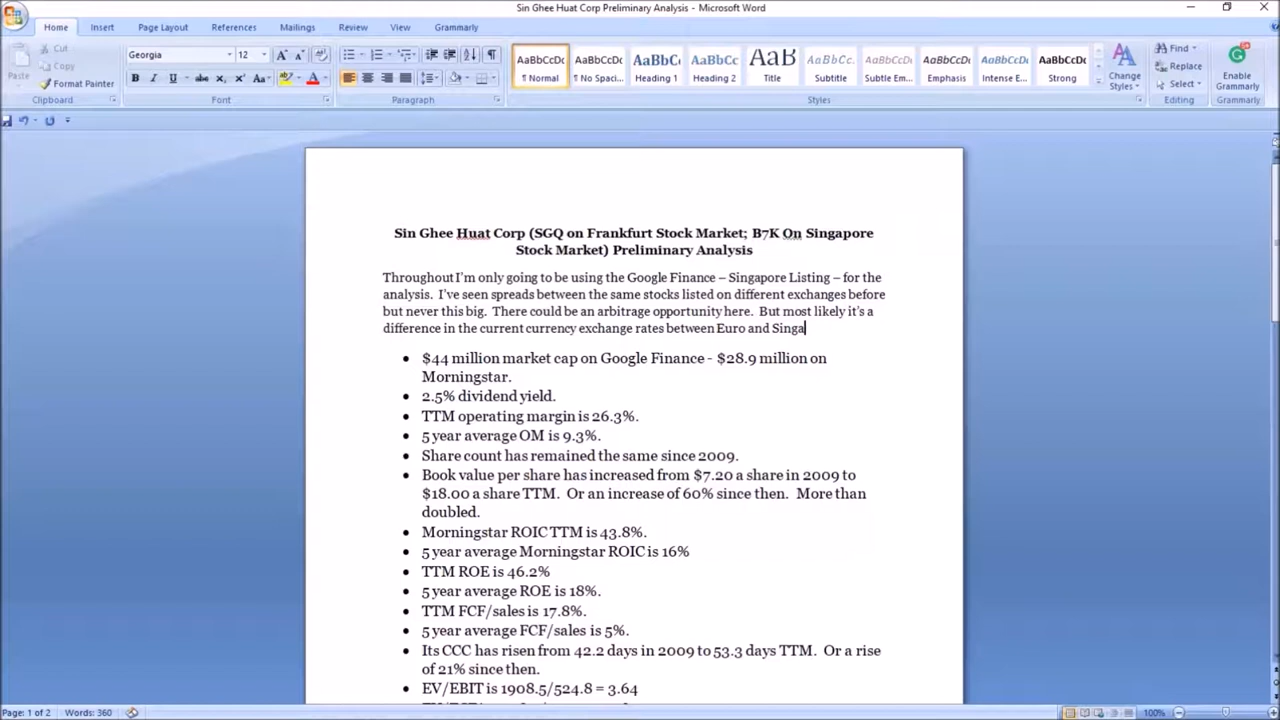 Sin Ghee Huat Corp Preliminary Analysis - Microsoft Word
Home Insert Page Layout References Mailings Review View Grammarly
Paste
Cut
Copy
Format Painter
Clipboard
Georgia 12
Font
Paragraph
AaBbCcDc AaBbCcDc AaBbC AaBbCc AaB AaBbCc. AaBbCcDc AaBbCcDc AaBbCcDc AaBbCcDc
¶ Normal ¶ No Spaci... Heading 1 Heading 2 Title Subtitle Subtle Em... Emphasis Intense E... Strong
Change Styles
Styles
Find
Replace
Select
Editing
Enable Grammarly
Grammarly
Sin Ghee Huat Corp (SGQ on Frankfurt Stock Market; B7K On Singapore
Stock Market) Preliminary Analysis
Throughout I'm only going to be using the Google Finance – Singapore Listing – for the
analysis. I've seen spreads between the same stocks listed on different exchanges before
but never this big. There could be an arbitrage opportunity here. But most likely it's a
difference in the current currency exchange rates between Euro and Singa
• $44 million market cap on Google Finance - $28.9 million on
Morningstar.
• 2.5% dividend yield.
• TTM operating margin is 26.3%.
• 5 year average OM is 9.3%.
• Share count has remained the same since 2009.
• Book value per share has increased from $7.20 a share in 2009 to
$18.00 a share TTM. Or an increase of 60% since then. More than
doubled.
• Morningstar ROIC TTM is 43.8%.
• 5 year average Morningstar ROIC is 16%
• TTM ROE is 46.2%
• 5 year average ROE is 18%.
• TTM FCF/sales is 17.8%.
• 5 year average FCF/sales is 5%.
• Its CCC has risen from 42.2 days in 2009 to 53.3 days TTM. Or a rise
of 21% since then.
• EV/EBIT is 1908.5/524.8 = 3.64
Page: 1 of 2 Words: 360 100%